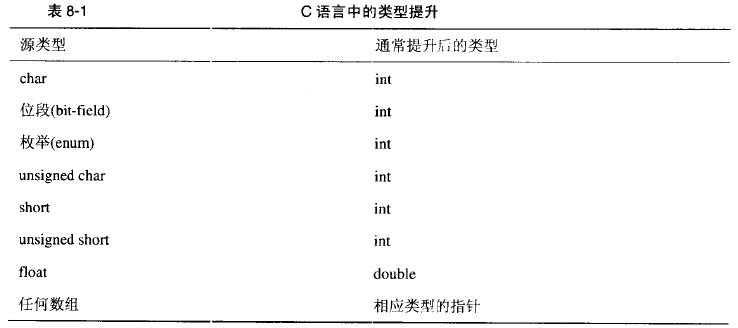 表 8-1 C 语言中的类型提升
源类型 通常提升后的类型
char int
位段(bit-field) int
枚举(enum) int
unsigned char int
short int
unsigned short int
float double
任何数组 相应类型的指针